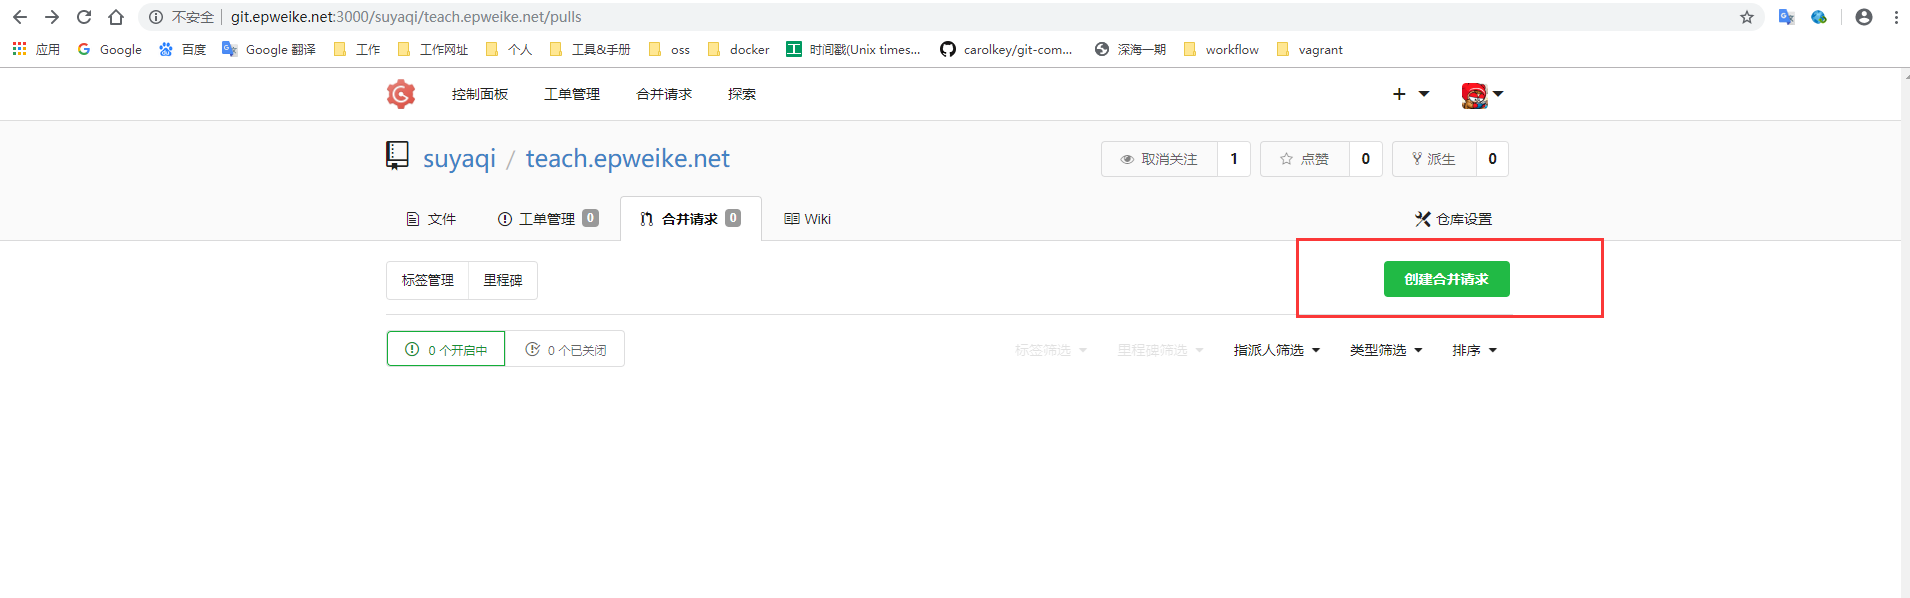 不安全 git.epweike.net:3000/suyaqi/teach.epweike.net/pulls
应用 Google 百度 Google 翻译 工作 工作网址 个人 工具&手册 oss docker 时间戳(Unix times... carolkey/git-com... 深海一期 workflow vagrant
控制面板 工单管理 合并请求 探索
suyaqi / teach.epweike.net 取消关注 1 点赞 0 派生 0
文件 工单管理 0 合并请求 0 Wiki 仓库设置
标签管理 里程碑 创建合并请求
0 个开启中 0 个已关闭 标签筛选 里程碑筛选 指派人筛选 类型筛选 排序